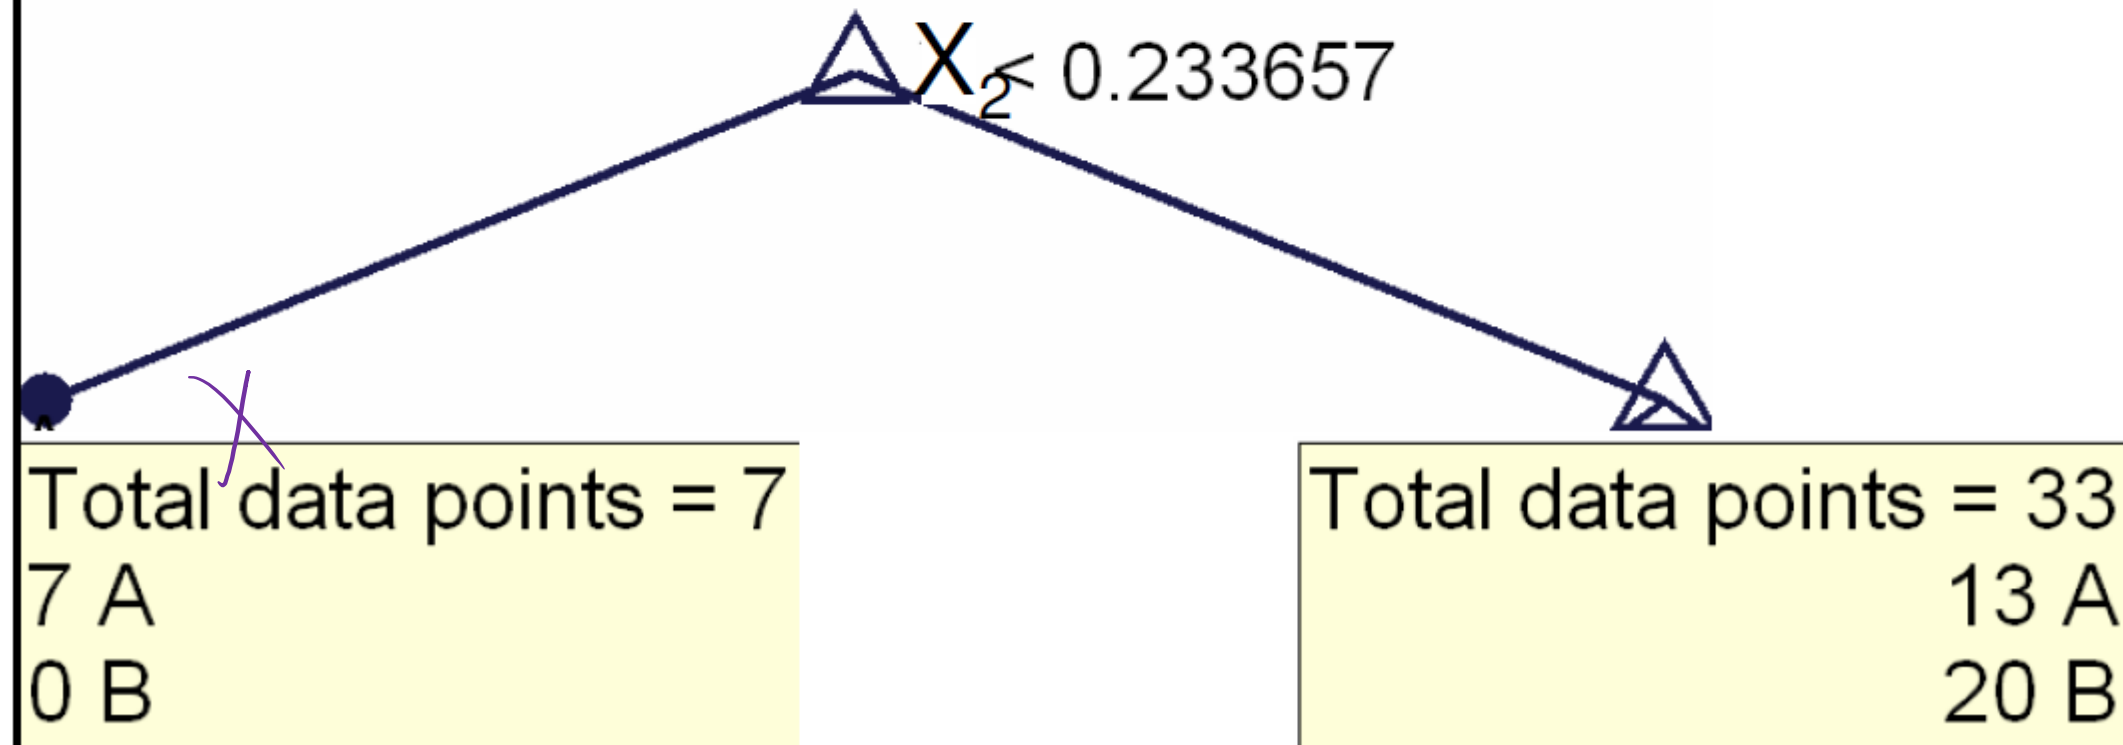 X₂< 0.233657
A
Total data points = 7
7 A
0 B
Total data points = 33
13 A
20 B